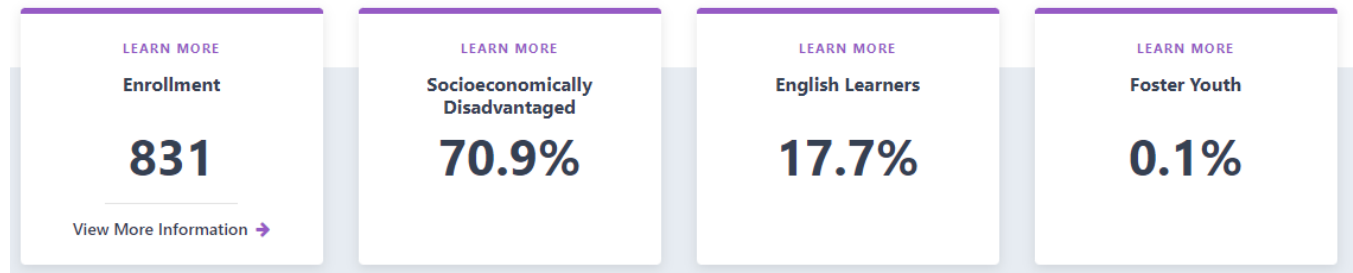 LEARN MORE
Enrollment
831
View More Information
LEARN MORE
Socioeconomically
Disadvantaged
70.9%
LEARN MORE
English Learners
17.7%
LEARN MORE
Foster Youth
0.1%